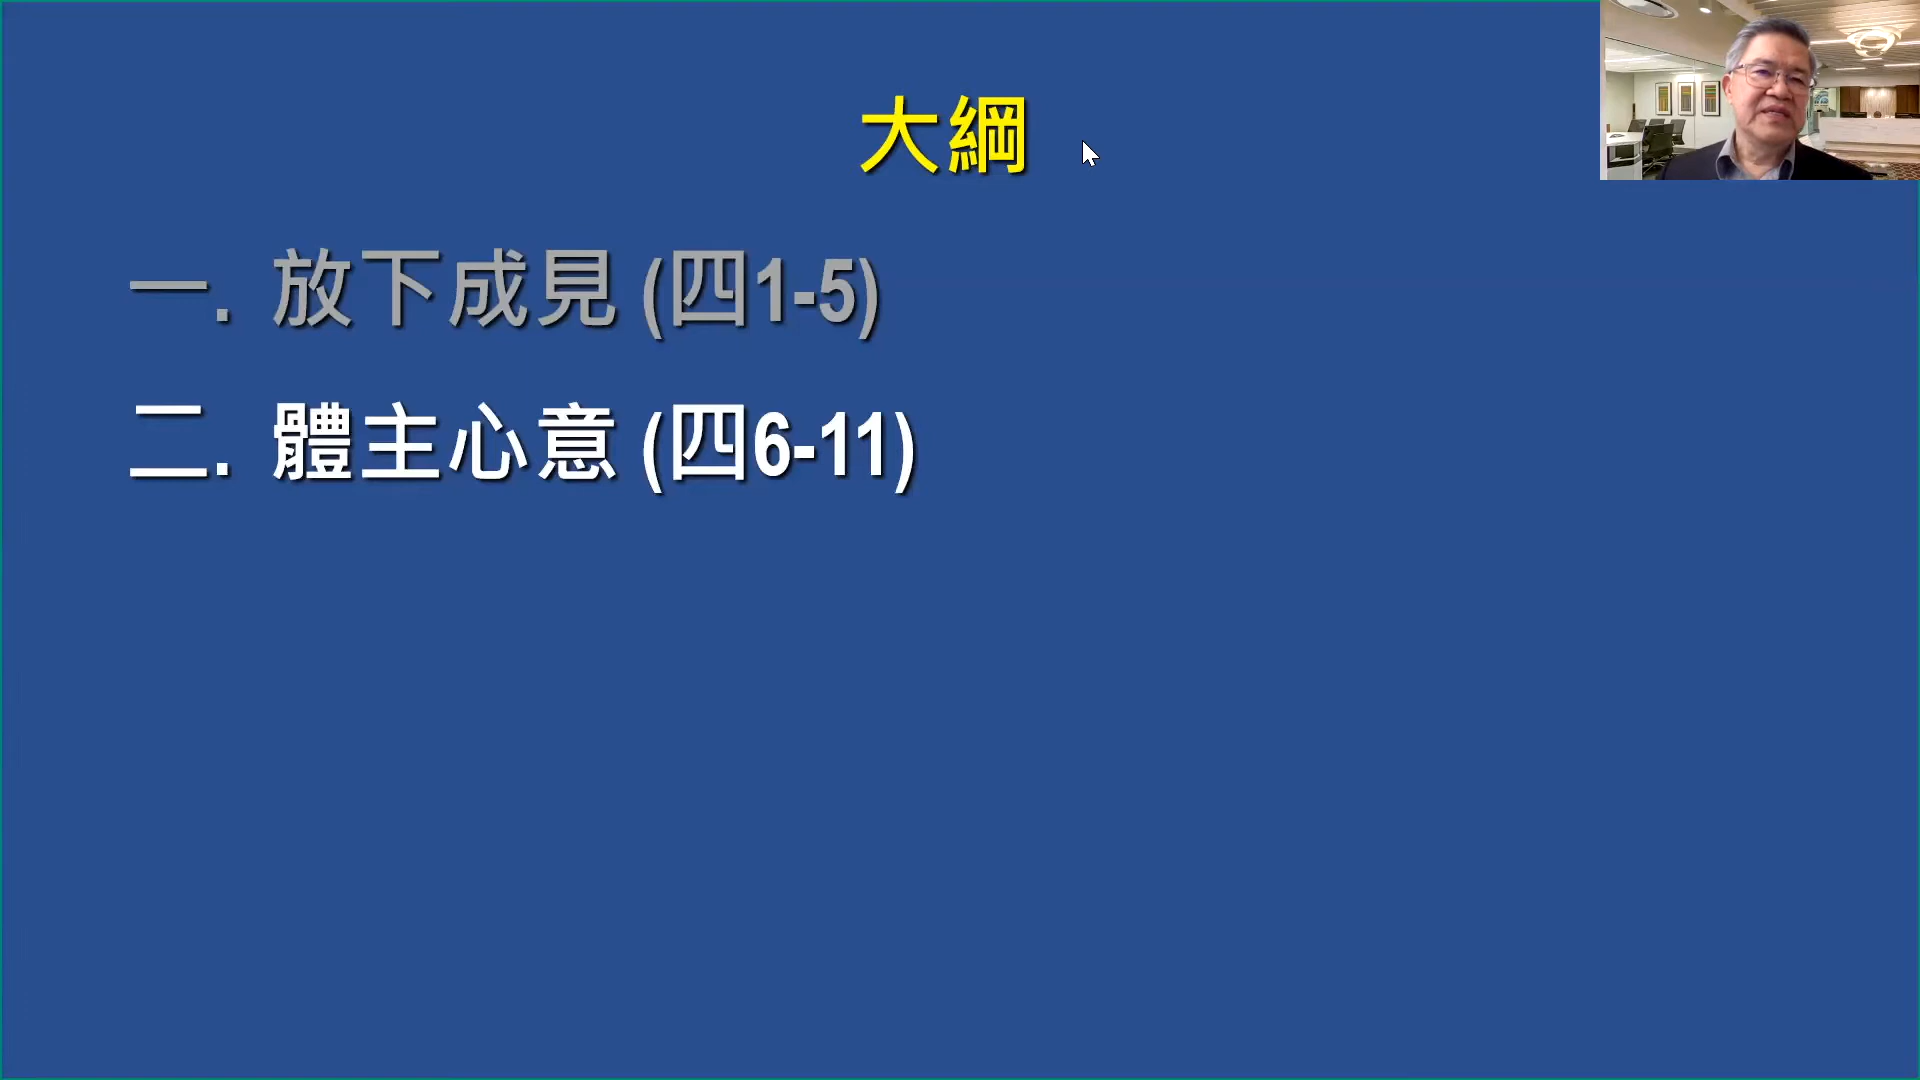 大綱
一. 放下成見 (四1-5)
二. 體主心意 (四6-11)